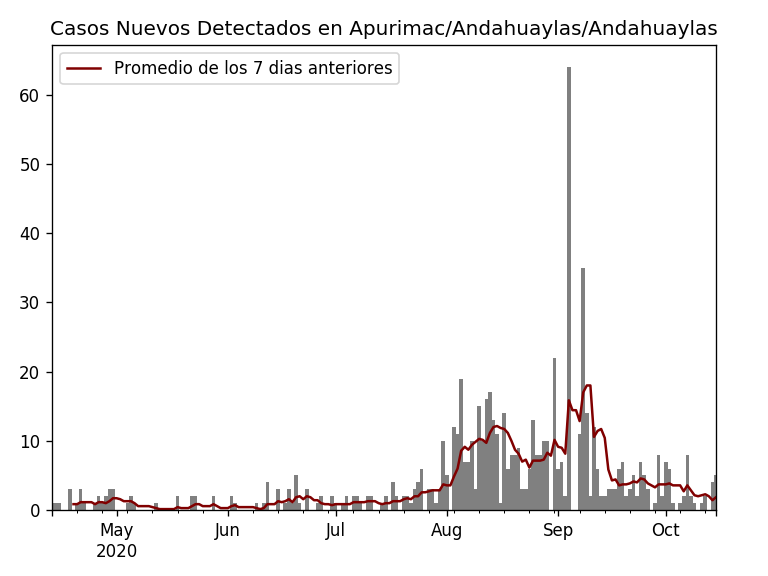 Casos Nuevos Detectados en Apurimac/Andahuaylas/Andahuaylas
Promedio de los 7 dias anteriores
60
50
40
30
20
10
0
May Jun Jul Aug Sep Oct
2020